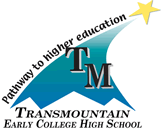 Pathway to higher education
TM
TRANSMOUNTAIN
EARLY COLLEGE HIGH SCHOOL